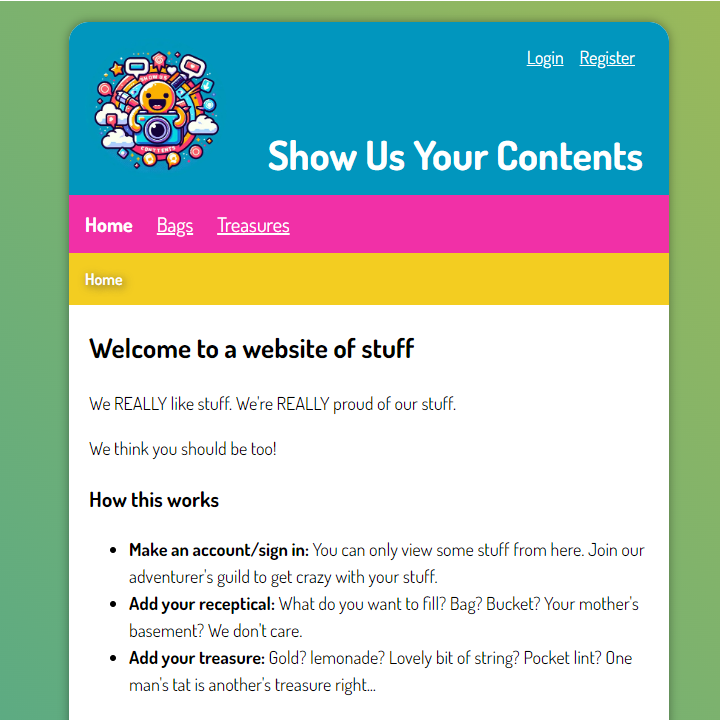 Login Register
SHOW US
CONTTENTS
Show Us Your Contents
Home Bags Treasures
Home
Welcome to a website of stuff
We REALLY like stuff. We're REALLY proud of our stuff.
We think you should be too!
How this works
Make an account/sign in: You can only view some stuff from here. Join our
adventurer's guild to get crazy with your stuff.
Add your receptical: What do you want to fill? Bag? Bucket? Your mother's
basement? We don't care.
Add your treasure: Gold? lemonade? Lovely bit of string? Pocket lint? One
man's tat is another's treasure right...